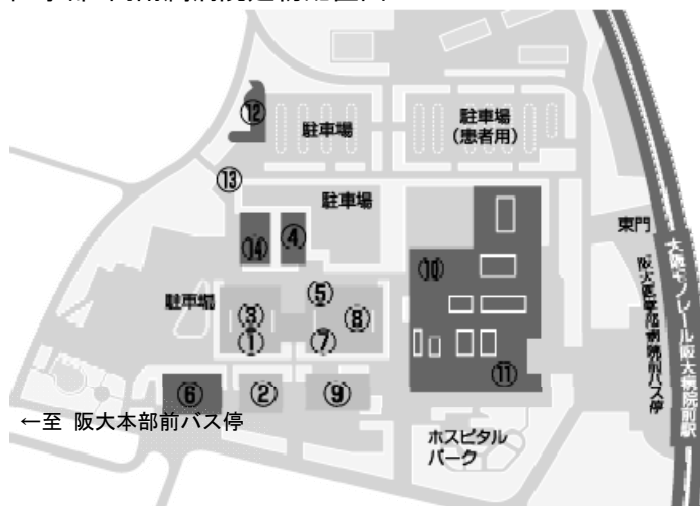 ⑫
駐車場
駐車場
(患者用)
⑬
駐車場
⑭
④
東門
⑩
駐車場
③
①
⑤
⑦
⑧
大阪モノレール阪大病院前駅
阪大医学部病院前バス停
⑥
②
⑨
⑪
←至 阪大本部前バス停
ホスピタル
パーク